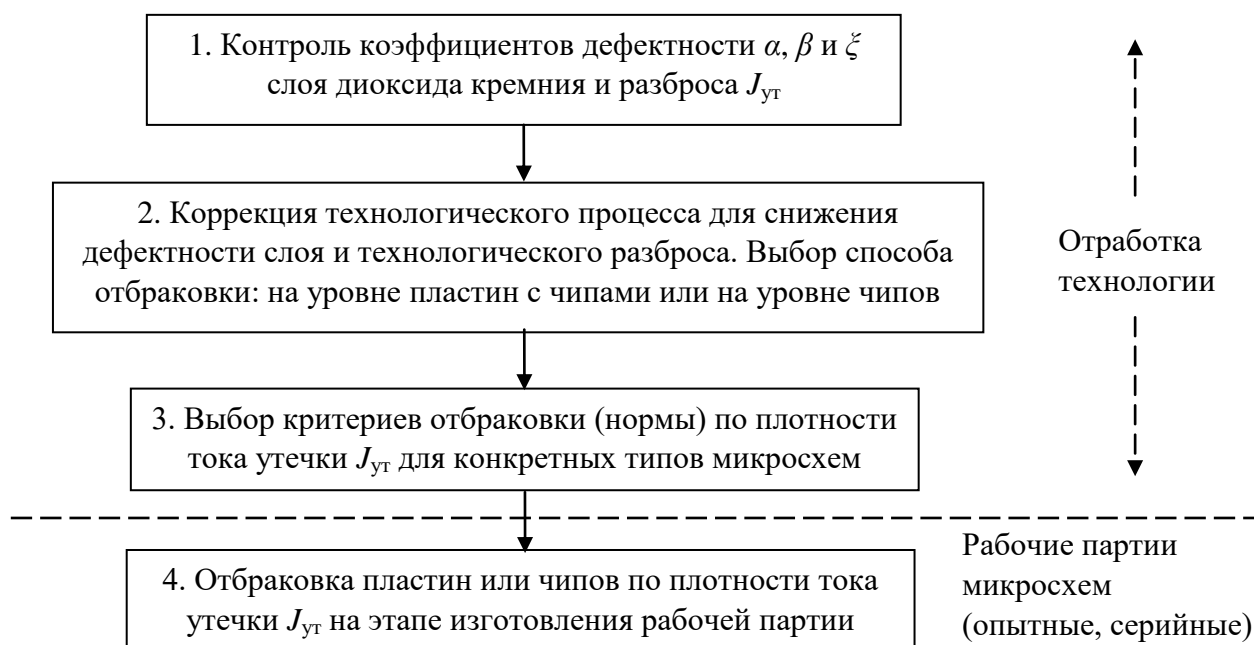 1. Контроль коэффициентов дефектности α, β и ξ
слоя диоксида кремния и разброса Jут
2. Коррекция технологического процесса для снижения
дефектности слоя и технологического разброса. Выбор способа
отбраковки: на уровне пластин с чипами или на уровне чипов
Отработка
технологии
3. Выбор критериев отбраковки (нормы) по плотности
тока утечки Jут для конкретных типов микросхем
4. Отбраковка пластин или чипов по плотности тока
утечки Jут на этапе изготовления рабочей партии
Рабочие партии
микросхем
(опытные, серийные)